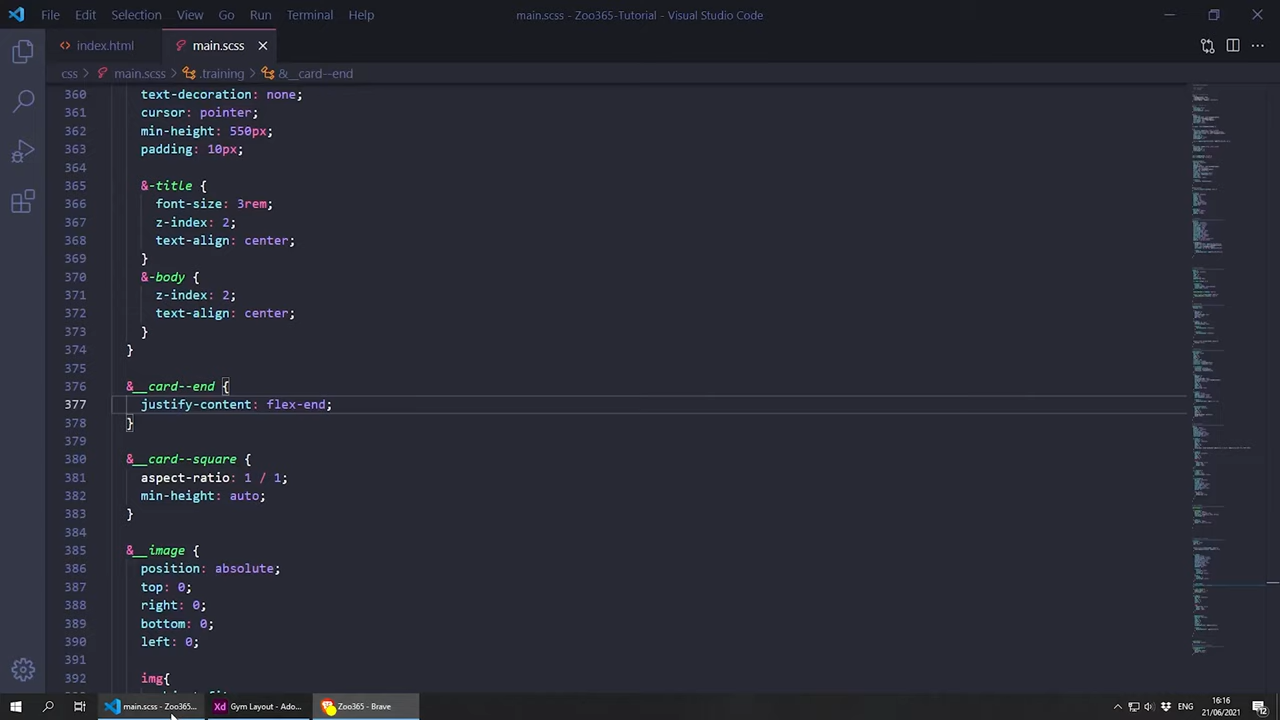 File Edit Selection View Go Run Terminal Help main.scss - Zoo365-Tutorial - Visual Studio Code
index.html main.scss
css > main.scss > .training > &__card--end
360 text-decoration: none;
361 cursor: pointer;
362 min-height: 550px;
363 padding: 10px;
364
365 &-title {
366 font-size: 3rem;
367 z-index: 2;
368 text-align: center;
369 }
370 &-body {
371 z-index: 2;
372 text-align: center;
373 }
374 }
375
376 &__card--end {
377 justify-content: flex-end;
378 }
379
380 &__card--square {
381 aspect-ratio: 1 / 1;
382 min-height: auto;
383 }
384
385 &__image {
386 position: absolute;
387 top: 0;
388 right: 0;
389 bottom: 0;
390 left: 0;
391
392 img{
main.scss - Zoo365... Xd Gym Layout - Ado... Zoo365 - Brave ENG 16:16
21/06/2021